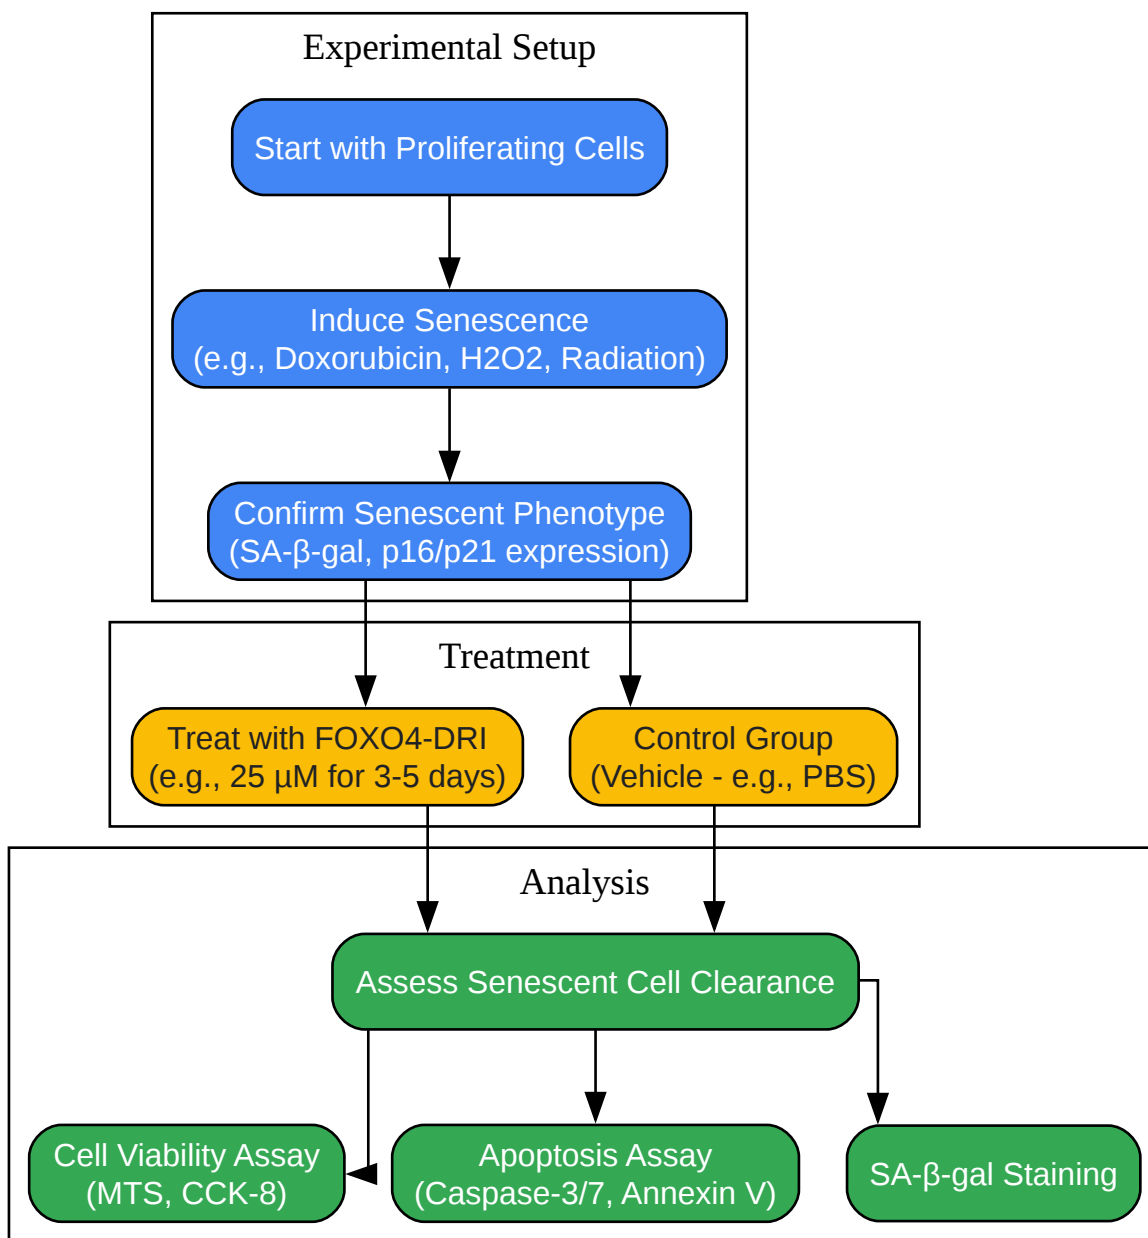 Experimental Setup
Start with Proliferating Cells
Induce Senescence
(e.g., Doxorubicin, H2O2, Radiation)
Confirm Senescent Phenotype
(SA-β-gal, p16/p21 expression)
Treatment
Treat with FOXO4-DRI
(e.g., 25 µM for 3-5 days)
Control Group
(Vehicle - e.g., PBS)
Analysis
Assess Senescent Cell Clearance
Cell Viability Assay
(MTS, CCK-8)
Apoptosis Assay
(Caspase-3/7, Annexin V)
SA-β-gal Staining